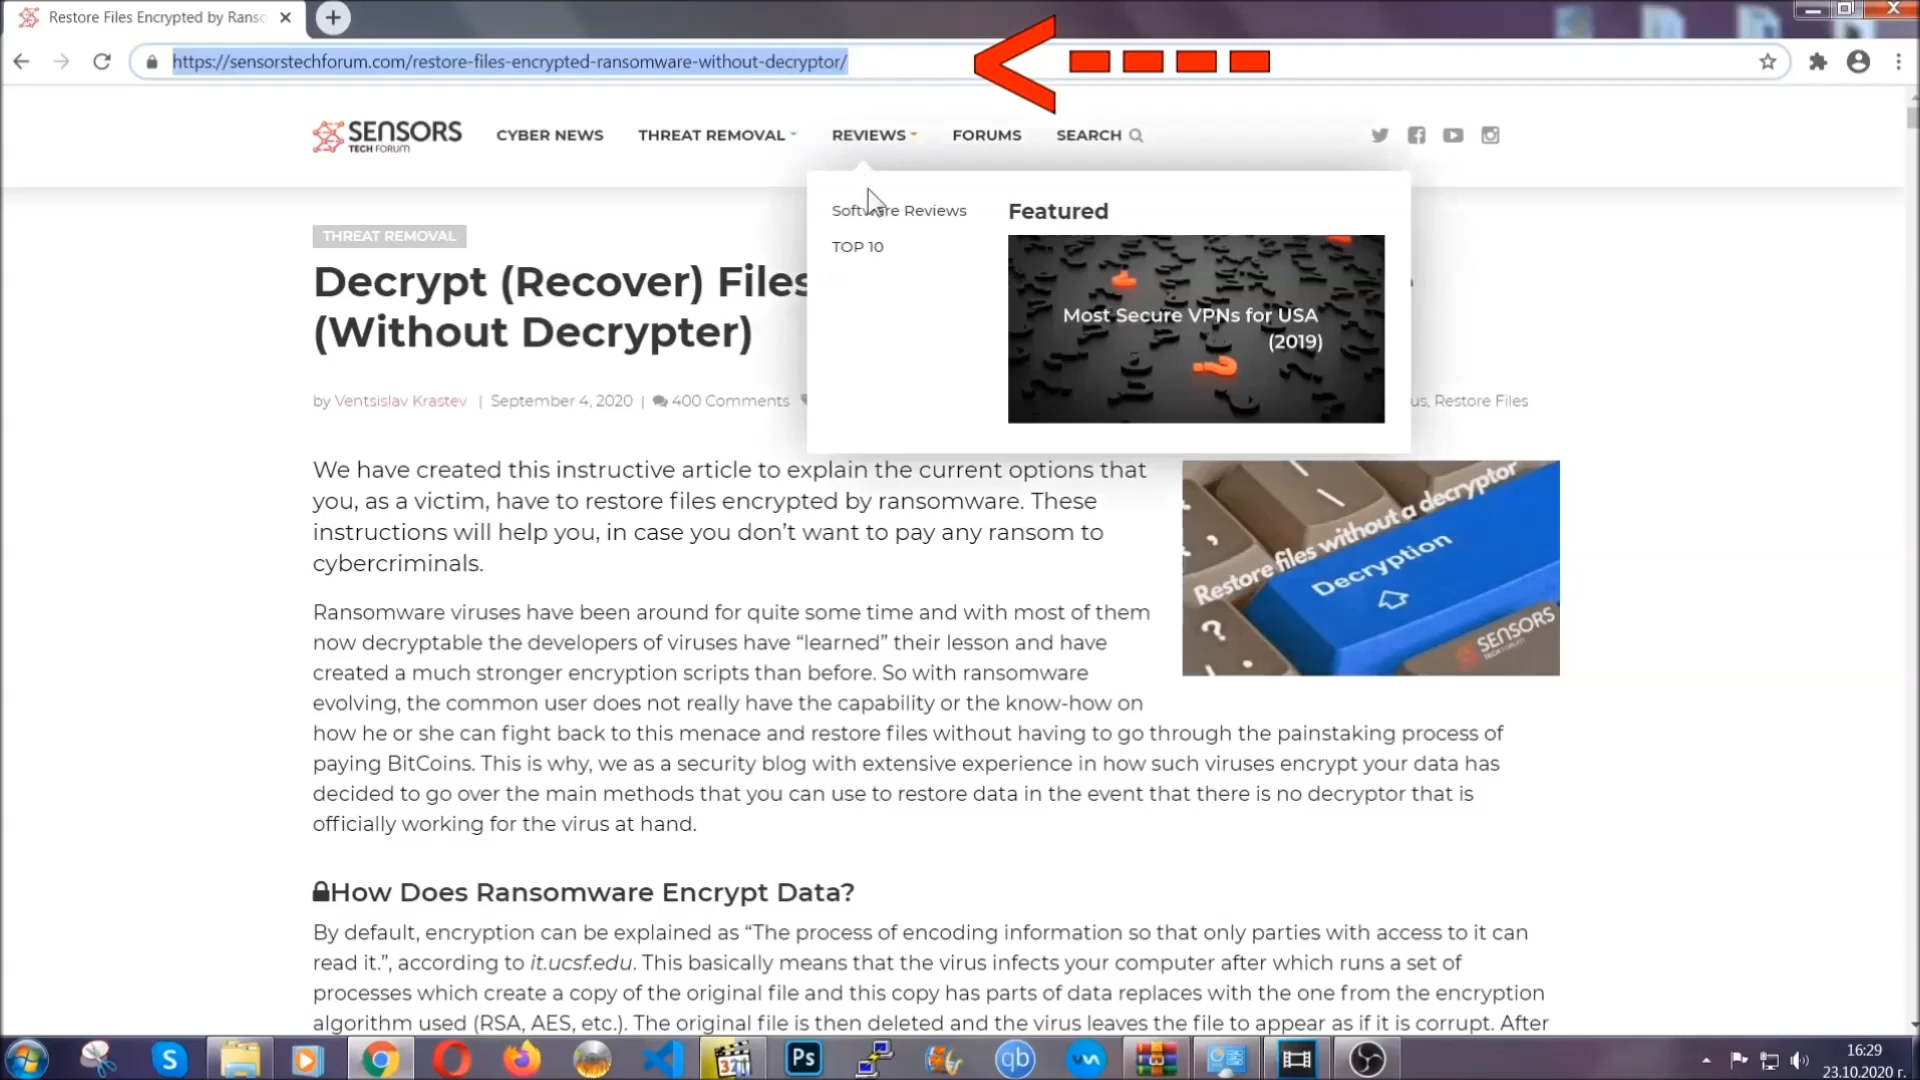 Restore Files Encrypted by Ranso
https://sensorstechforum.com/restore-files-encrypted-ransomware-without-decryptor/
SENSORS
TECH FORUM
CYBER NEWS
THREAT REMOVAL
REVIEWS
FORUMS
SEARCH
Software Reviews
TOP 10
Featured
Most Secure VPNs for USA
(2019)
THREAT REMOVAL
Decrypt (Recover) Files
(Without Decrypter)
by Ventsislav Krastev | September 4, 2020 | 400 Comments
us, Restore Files
We have created this instructive article to explain the current options that
you, as a victim, have to restore files encrypted by ransomware. These
instructions will help you, in case you don’t want to pay any ransom to
cybercriminals.
Restore files without a decryptor
Decryption
SENSORS
TECH FORUM
Ransomware viruses have been around for quite some time and with most of them
now decryptable the developers of viruses have “learned” their lesson and have
created a much stronger encryption scripts than before. So with ransomware
evolving, the common user does not really have the capability or the know-how on
how he or she can fight back to this menace and restore files without having to go through the painstaking process of
paying BitCoins. This is why, we as a security blog with extensive experience in how such viruses encrypt your data has
decided to go over the main methods that you can use to restore data in the event that there is no decryptor that is
officially working for the virus at hand.
How Does Ransomware Encrypt Data?
By default, encryption can be explained as “The process of encoding information so that only parties with access to it can
read it.”, according to it.ucsf.edu. This basically means that the virus infects your computer after which runs a set of
processes which create a copy of the original file and this copy has parts of data replaces with the one from the encryption
algorithm used (RSA, AES, etc.). The original file is then deleted and the virus leaves the file to appear as if it is corrupt. After
S
321
Ps
qb
16:29
23.10.2020 г.